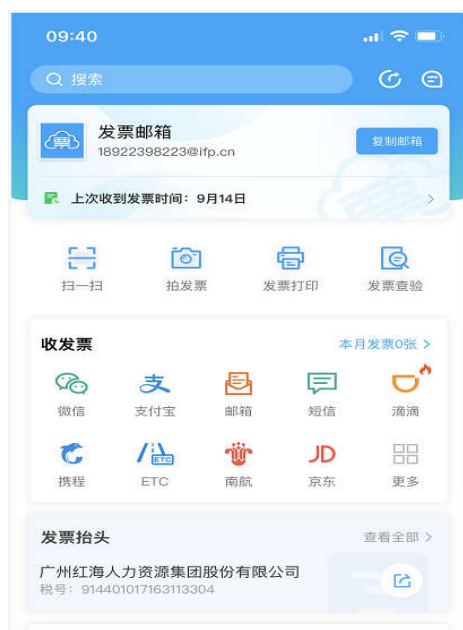 09:40
搜索
票
发票邮箱
18922398223@ifp.cn
复制邮箱
上次收到发票时间：9月14日
扫一扫
拍发票
发票打印
发票查验
收发票
本月发票0张
支
微信
支付宝
邮箱
短信
滴滴
ETC
JD
携程
ETC
南航
京东
更多
发票抬头
查看全部
广州红海人力资源集团股份有限公司
税号：914401017163113304